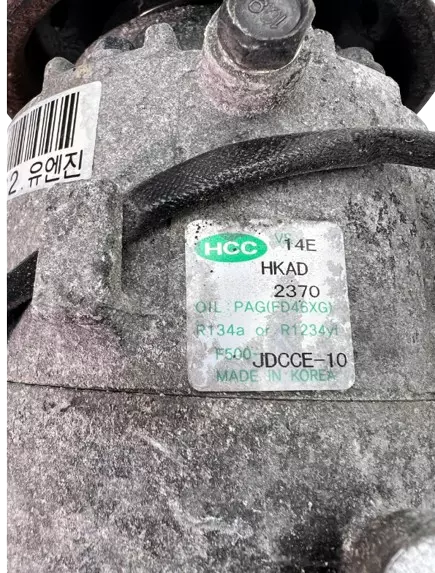 2.유엔진
HCC VS 14E
HKAD
2370
OIL : PAG(FD46XG)
R134a or R1234yf
F500-JDCCE-10
MADE IN KOREA